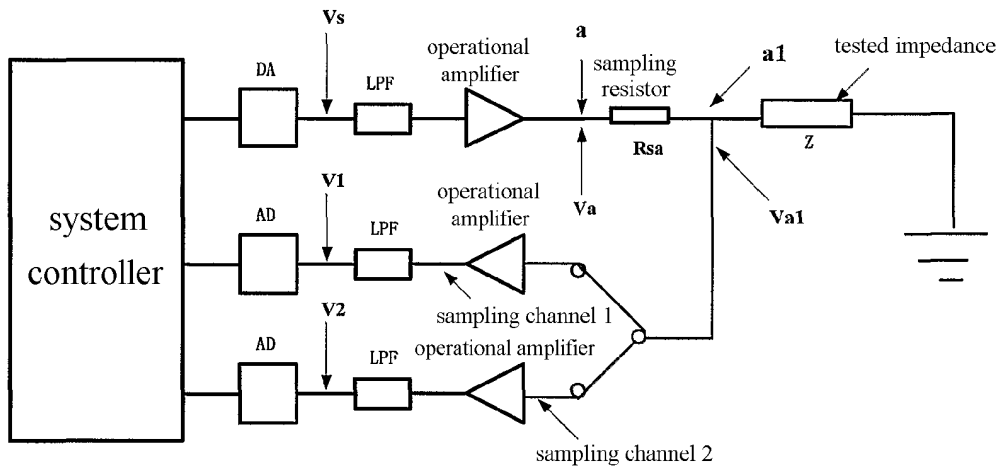 Vs
a
operational
amplifier
tested impedance
DA
LPF
sampling
resistor
a1
Rsa
Z
system
controller
V1
operational
amplifier
Va
Va1
AD
LPF
sampling channel 1
V2
operational amplifier
AD
LPF
sampling channel 2